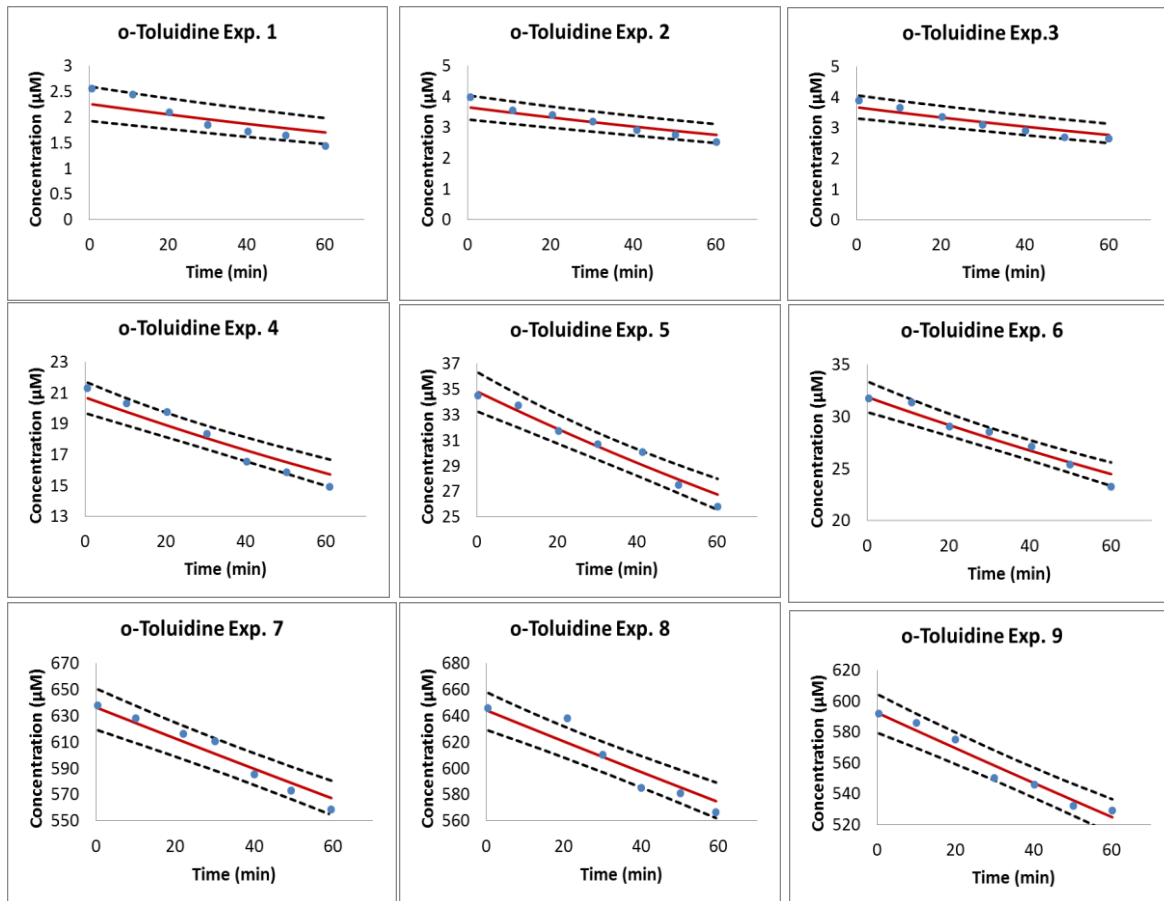 o-Toluidine Exp. 1
Concentration (µM)
3
2.5
2
1.5
1
0.5
0
0 20 40 60
Time (min)
o-Toluidine Exp. 2
Concentration (µM)
5
4
3
2
1
0
0 20 40 60
Time (min)
o-Toluidine Exp.3
Concentration (µM)
5
4
3
2
1
0
0 20 40 60
Time (min)
o-Toluidine Exp. 4
Concentration (µM)
23
21
19
17
15
13
0 20 40 60
Time (min)
o-Toluidine Exp. 5
Concentration (µM)
37
35
33
31
29
27
25
0 20 40 60
Time (min)
o-Toluidine Exp. 6
Concentration (µM)
35
30
25
20
0 20 40 60
Time (min)
o-Toluidine Exp. 7
Concentration (µM)
670
650
630
610
590
570
550
0 20 40 60
Time (min)
o-Toluidine Exp. 8
Concentration (µM)
680
660
640
620
600
580
560
0 20 40 60
Time (min)
o-Toluidine Exp. 9
Concentration (µM)
620
600
580
560
540
520
0 20 40 60
Time (min)